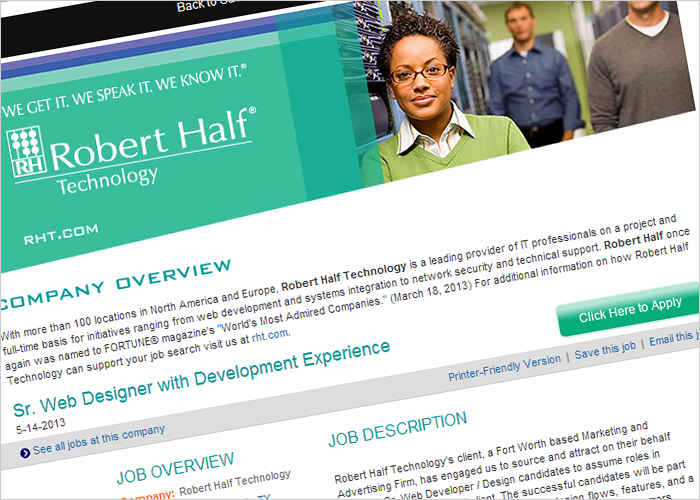 Back to
WE GET IT. WE SPEAK IT. WE KNOW IT.®
RH
Robert Half®
Technology
RHT.COM
COMPANY OVERVIEW
With more than 100 locations in North America and Europe, Robert Half Technology is a leading provider of IT professionals on a project and
full-time basis for initiatives ranging from web development and systems integration to network security and technical support. Robert Half once
again was named to FORTUNE® magazine's "World's Most Admired Companies." (March 18, 2013) For additional information on how Robert Half
Technology can support your job search visit us at rht.com.
Click Here to Apply
Sr. Web Designer with Development Experience
5-14-2013
Printer-Friendly Version | Save this job | Email this
See all jobs at this company
JOB OVERVIEW
Company: Robert Half Technology
TX
JOB DESCRIPTION
Robert Half Technology's client, a Fort Worth based Marketing and
Advertising Firm, has engaged us to source and attract on their behalf
Sr. Web Developer / Design candidates to assume roles in
client. The successful candidates will be part
flows, features, and a